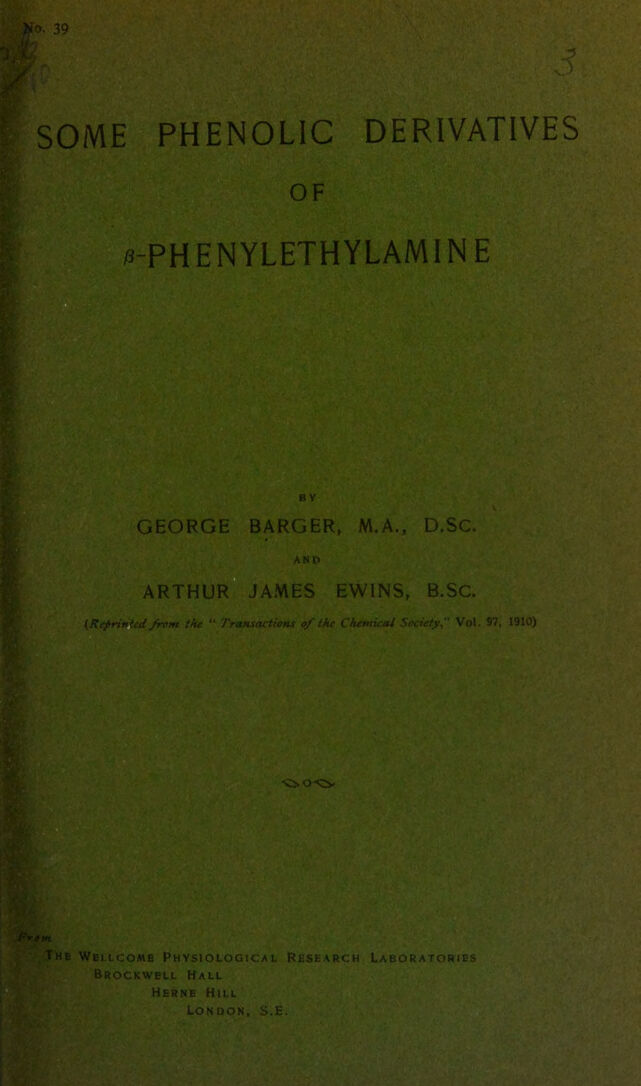 No. 39
3
SOME PHENOLIC DERIVATIVES
OF
β-PHENYLETHYLAMINE
BY
GEORGE BARGER, M.A., D.Sc.
AND
ARTHUR JAMES EWINS, B.Sc.
(Reprinted from the " Transactions of the Chemical Society," Vol. 97, 1910)
From
The Wellcome Physiological Research Laboratories
Brockwell Hall
Herne Hill
London, S.E.